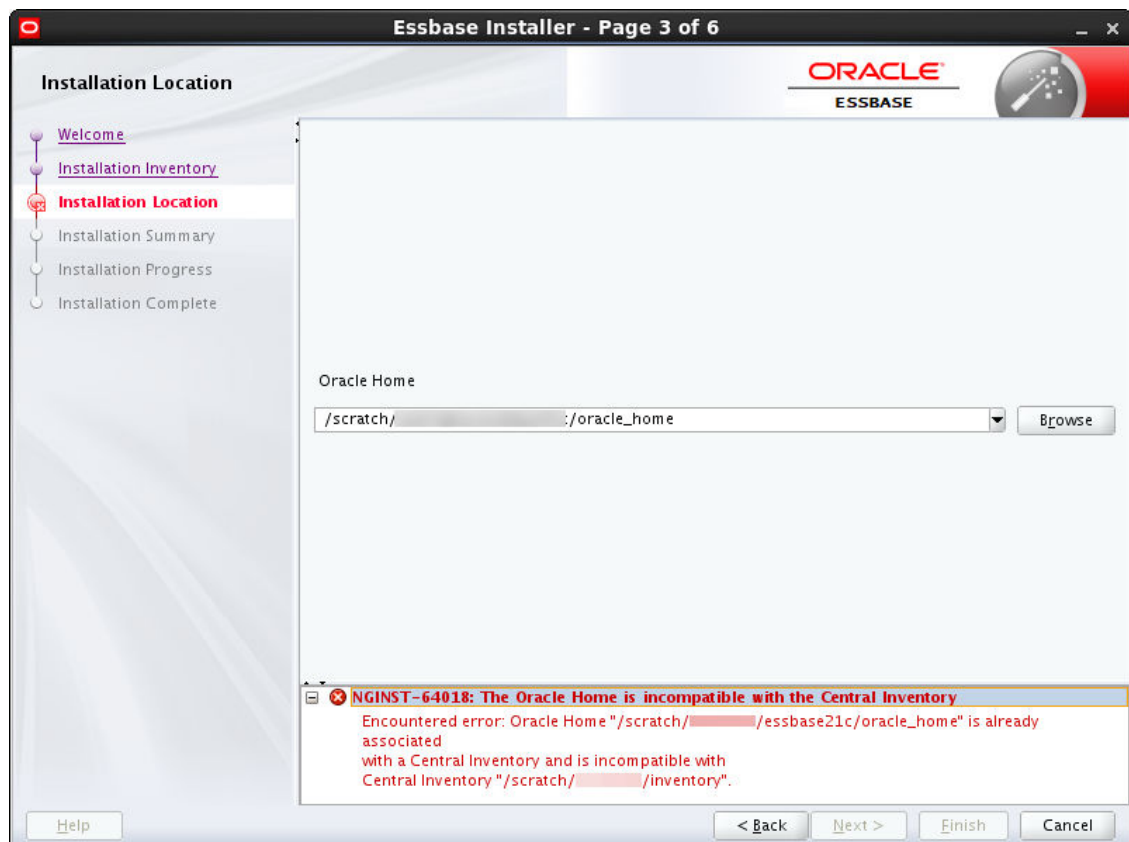 Essbase Installer - Page 3 of 6
Installation Location
ORACLE
ESSBASE
Welcome
Installation Inventory
Installation Location
Installation Summary
Installation Progress
Installation Complete
Oracle Home
/scratch/ :/oracle_home
Browse
NGINST-64018: The Oracle Home is incompatible with the Central Inventory
Encountered error: Oracle Home "/scratch/ /essbase21c/oracle_home" is already
associated
with a Central Inventory and is incompatible with
Central Inventory "/scratch/ /inventory".
Help
< Back
Next >
Finish
Cancel